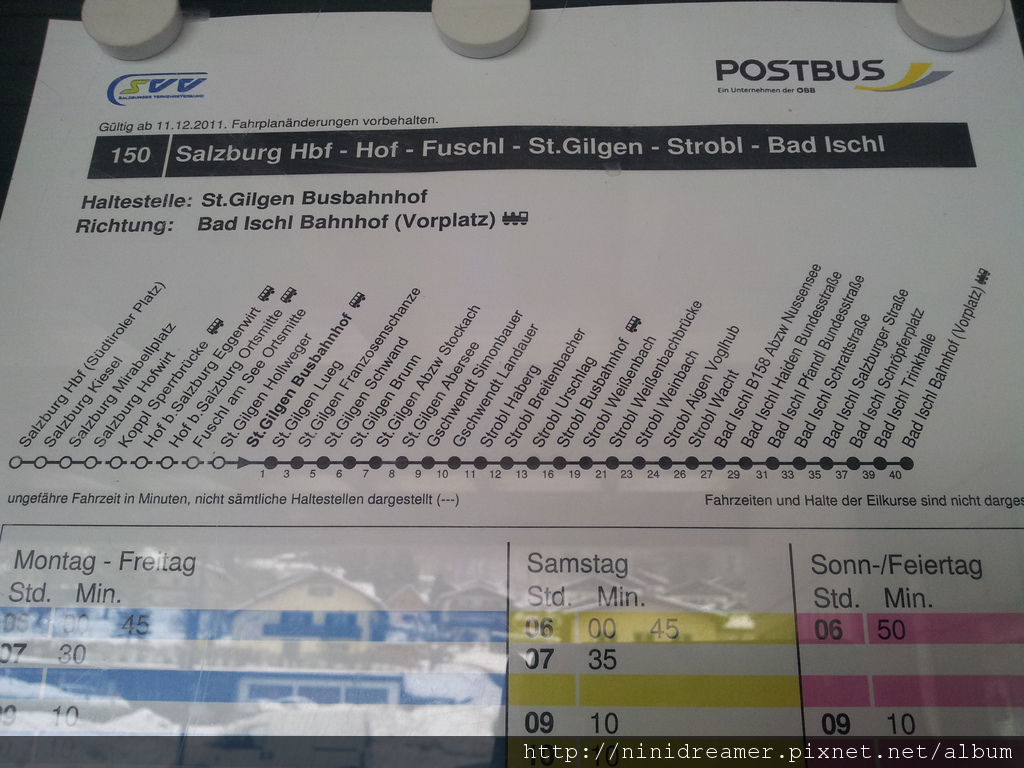 SVV
SALZBURGER VERKEHRSVERBUND
POSTBUS
Ein Unternehmen der ÖBB
Gültig ab 11.12.2011. Fahrplanänderungen vorbehalten.
150 Salzburg Hbf - Hof - Fuschl - St.Gilgen - Strobl - Bad Ischl
Haltestelle: St.Gilgen Busbahnhof
Richtung: Bad Ischl Bahnhof (Vorplatz)
Salzburg Hbf (Südtiroler Platz)
Salzburg Kiesel
Salzburg Mirabellplatz
Salzburg Hofwirt
Koppl Sperrbrücke
Hof b.Salzburg Eggerwirt
Hof b.Salzburg Ortsmitte
Fuschl am See Ortsmitte
St.Gilgen Hollweger
St.Gilgen Busbahnhof
St.Gilgen Lueg
St.Gilgen Franzosenschanze
St.Gilgen Schwand
St.Gilgen Brunn
St.Gilgen Abzw Stockach
St.Gilgen Abersee
Gschwendt Simonbauer
Gschwendt Landauer
Strobl Haberg
Strobl Breitenbacher
Strobl Urschlag
Strobl Busbahnhof
Strobl Weißenbach
Strobl Weißenbachbrücke
Strobl Weinbach
Strobl Aigen Voglhub
Strobl Wacht
Bad Ischl B158 Abzw Nussensee
Bad Ischl Haiden Bundesstraße
Bad Ischl Pfandl Bundesstraße
Bad Ischl Schrattstraße
Bad Ischl Salzburger Straße
Bad Ischl Schröpferplatz
Bad Ischl Trinkhalle
Bad Ischl Bahnhof (Vorplatz)
1 3 5 6 7 8 9 10 11 12 13 16 19 21 23 24 26 27 29 31 33 35 37 39 40
ungefähre Fahrzeit in Minuten, nicht sämtliche Haltestellen dargestellt (---)
Fahrzeiten und Halte der Eilkurse sind nicht darges
Montag - Freitag Samstag Sonn-/Feiertag
Std. Min. Std. Min. Std. Min.
05 00 45 06 00 45 06 50
07 30 07 35
09 10 09 10 09 10
http://ninidreamer.pixnet.net/album